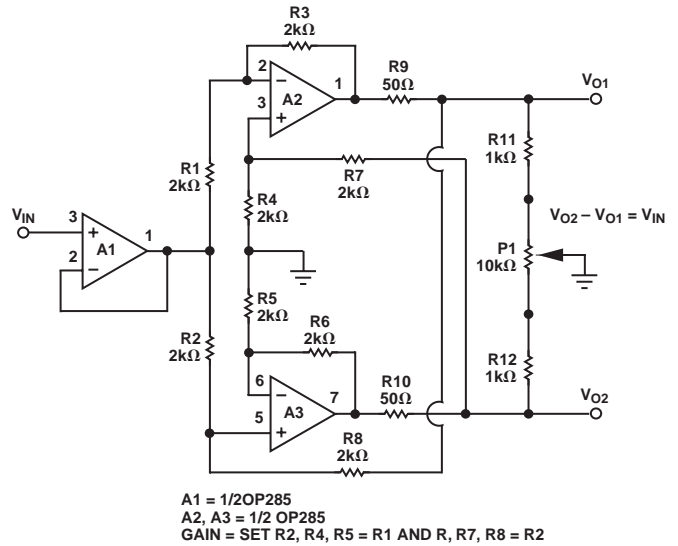 R3
2kΩ
2
1
A2
3
R9
50Ω
VO1
R11
1kΩ
R1
2kΩ
R7
2kΩ
R4
2kΩ
VIN
3
1
A1
2
VO2 – VO1 = VIN
P1
10kΩ
R5
2kΩ
R2
2kΩ
R6
2kΩ
R12
1kΩ
6
7
A3
5
R10
50Ω
VO2
R8
2kΩ
A1 = 1/2OP285
A2, A3 = 1/2 OP285
GAIN = SET R2, R4, R5 = R1 AND R, R7, R8 = R2